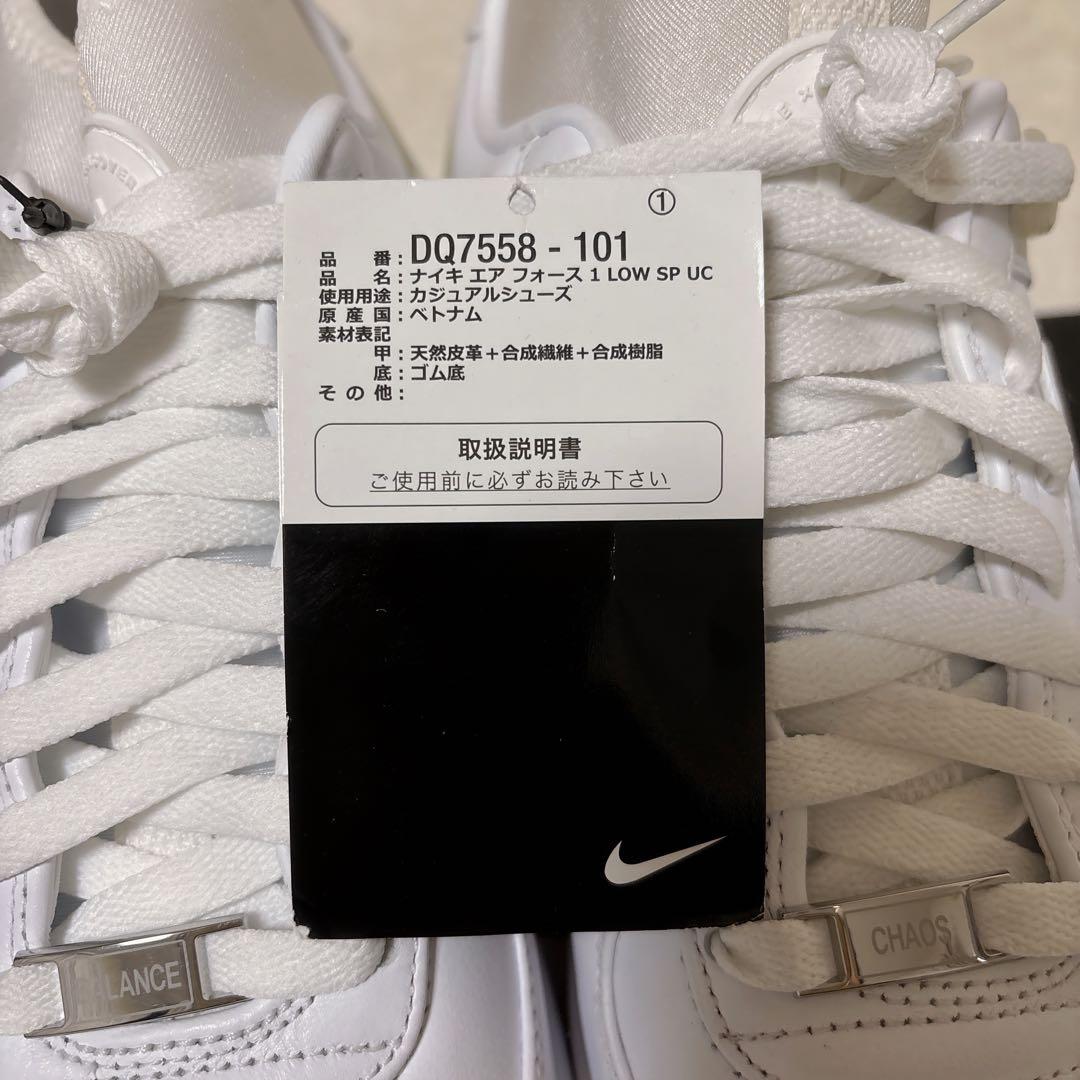 ①
品 番：DQ7558 - 101
品 名：ナイキ エア フォース 1 LOW SP UC
使用用途：カジュアルシューズ
原 産 国：ベトナム
素材表記
甲：天然皮革＋合成繊維＋合成樹脂
底：ゴム底
そ の 他：
取扱説明書
ご使用前に必ずお読み下さい
BALANCE
CHAOS